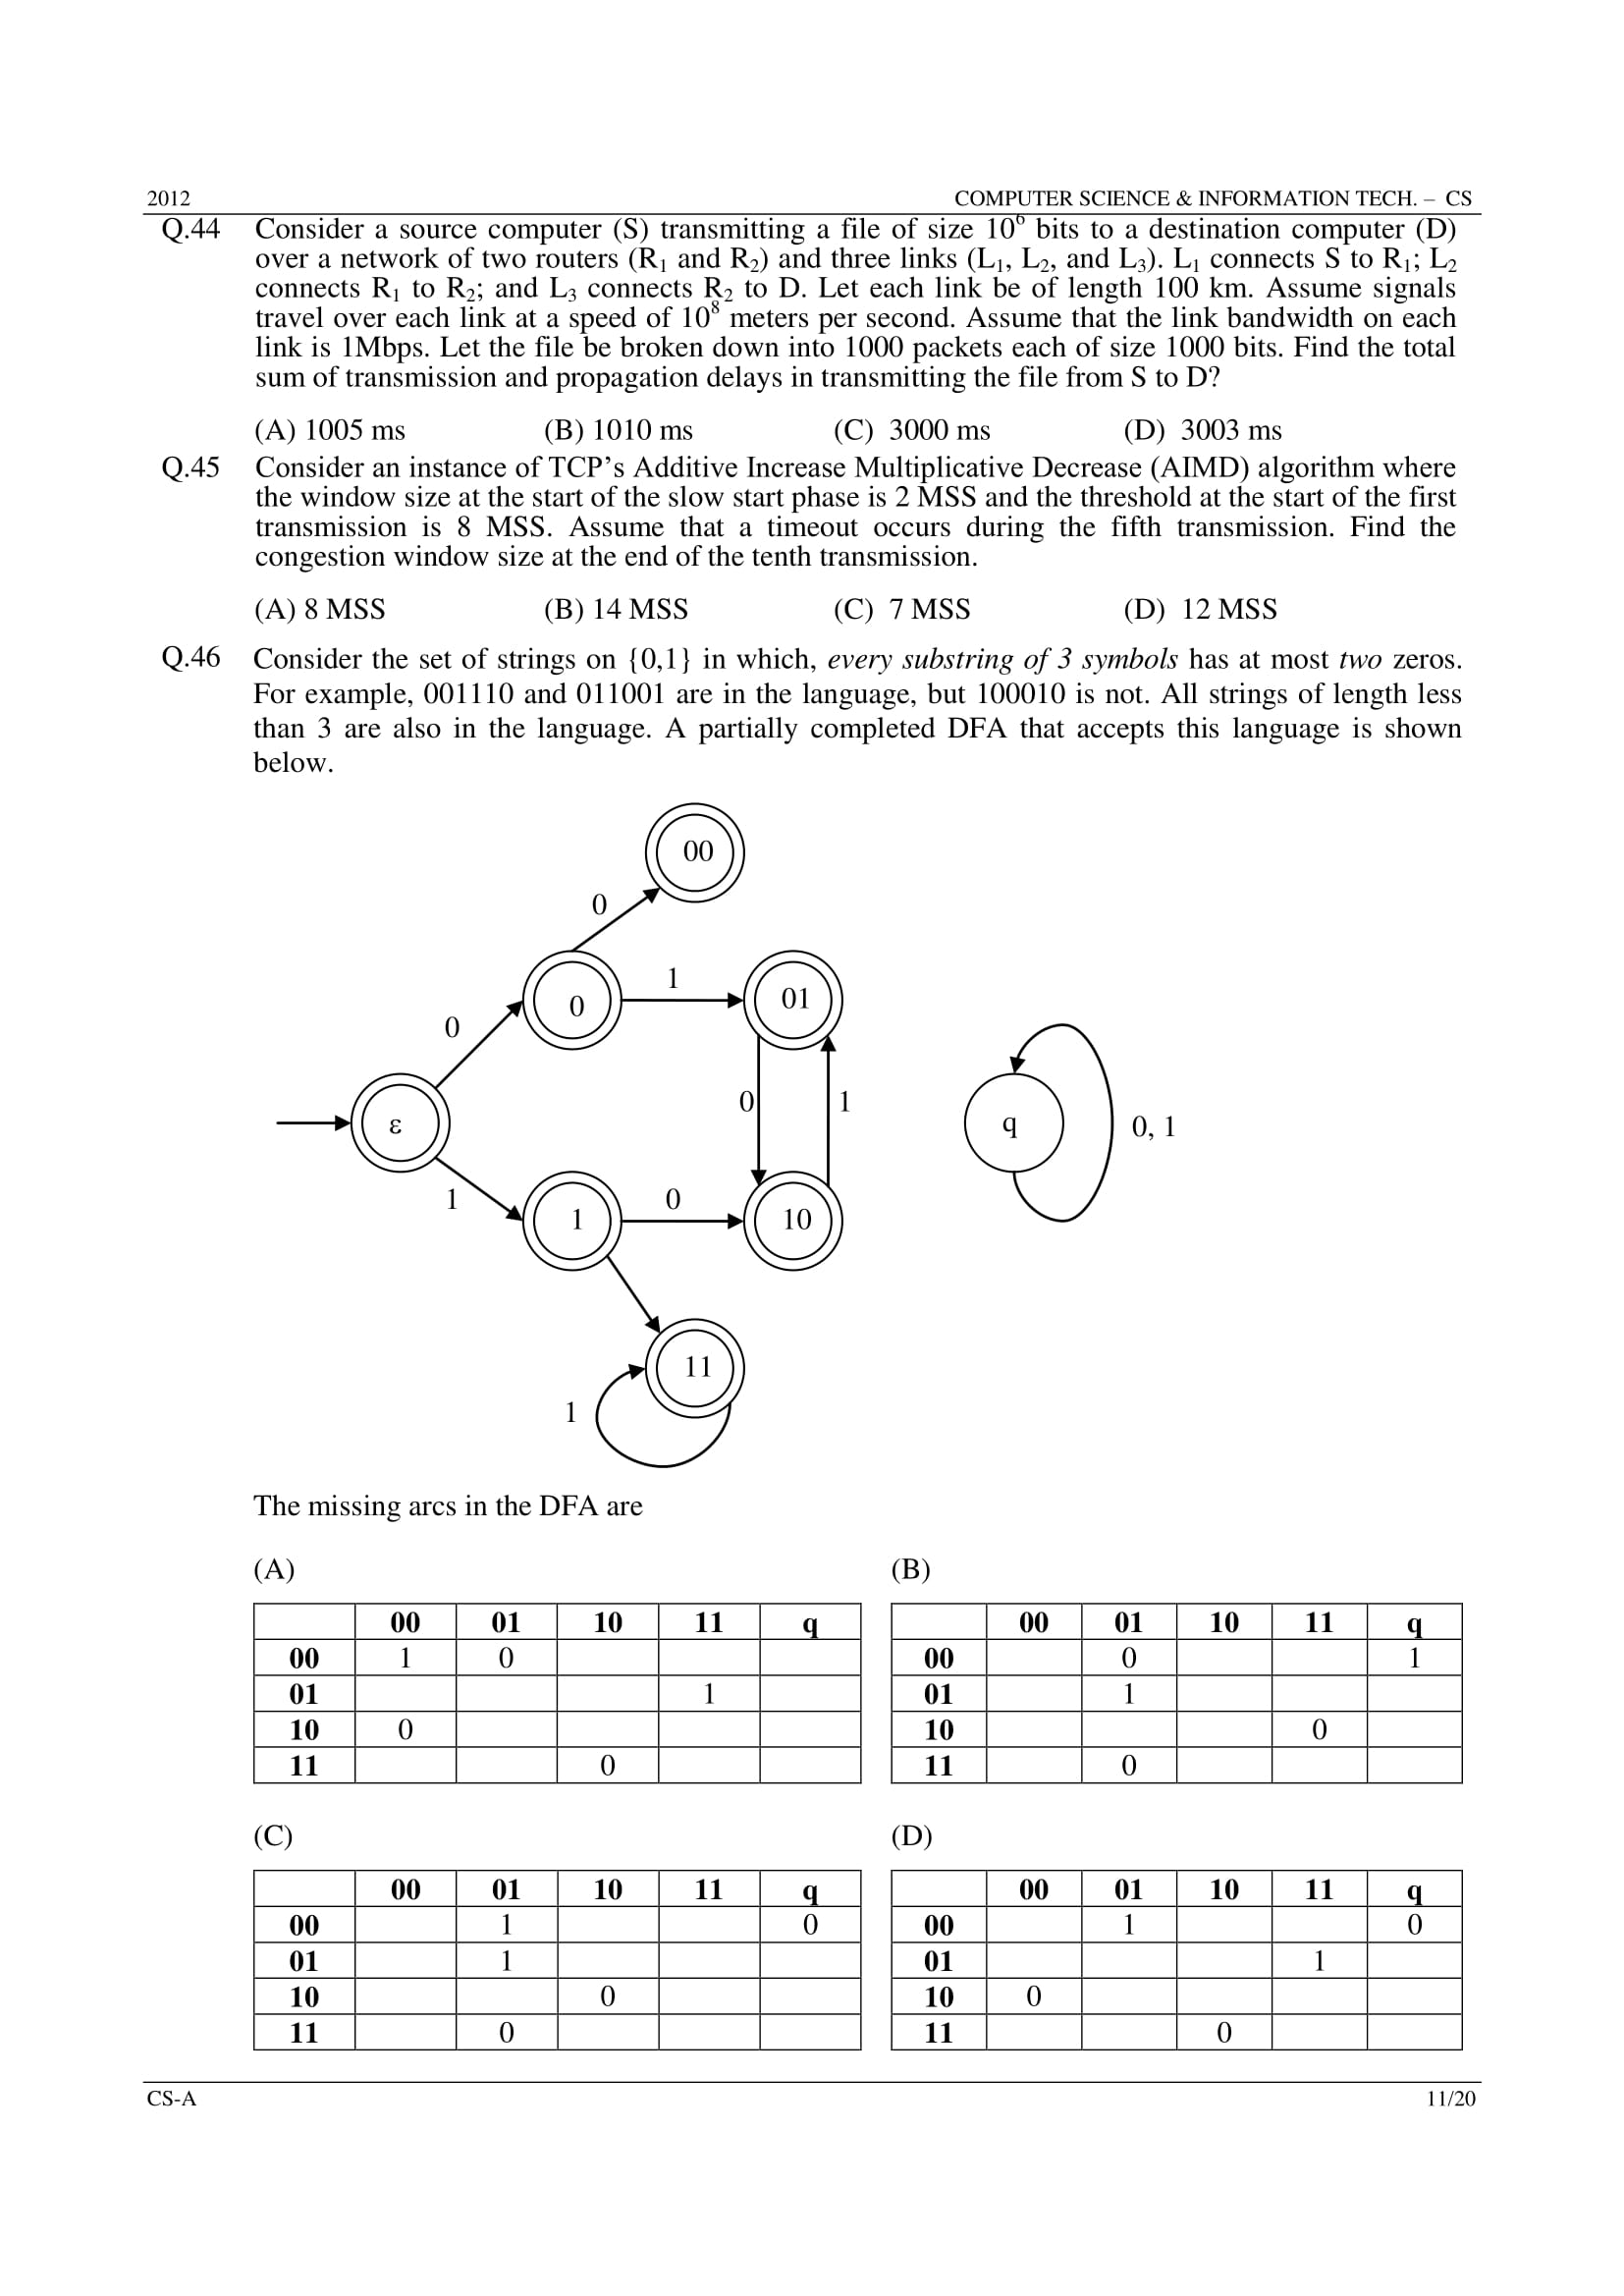 2012 COMPUTER SCIENCE & INFORMATION TECH. – CS
Q.44 Consider a source computer (S) transmitting a file of size 10⁶ bits to a destination computer (D)
over a network of two routers (R₁ and R₂) and three links (L₁, L₂, and L₃). L₁ connects S to R₁; L₂
connects R₁ to R₂; and L₃ connects R₂ to D. Let each link be of length 100 km. Assume signals
travel over each link at a speed of 10⁸ meters per second. Assume that the link bandwidth on each
link is 1Mbps. Let the file be broken down into 1000 packets each of size 1000 bits. Find the total
sum of transmission and propagation delays in transmitting the file from S to D?
(A) 1005 ms (B) 1010 ms (C) 3000 ms (D) 3003 ms
Q.45 Consider an instance of TCP’s Additive Increase Multiplicative Decrease (AIMD) algorithm where
the window size at the start of the slow start phase is 2 MSS and the threshold at the start of the first
transmission is 8 MSS. Assume that a timeout occurs during the fifth transmission. Find the
congestion window size at the end of the tenth transmission.
(A) 8 MSS (B) 14 MSS (C) 7 MSS (D) 12 MSS
Q.46 Consider the set of strings on {0,1} in which, every substring of 3 symbols has at most two zeros.
For example, 001110 and 011001 are in the language, but 100010 is not. All strings of length less
than 3 are also in the language. A partially completed DFA that accepts this language is shown
below.
00
0
1
01
0
0
ε
0
1
q
0, 1
1
0
1
10
11
1
The missing arcs in the DFA are
(A) (B)
00 01 10 11 q 00 01 10 11 q
00 1 0 00 0 1
01 1 01 1
10 0 10 0
11 0 11 0
(C) (D)
00 01 10 11 q 00 01 10 11 q
00 1 0 00 1 0
01 1 01 1
10 0 10 0
11 0 11 0
CS-A 11/20